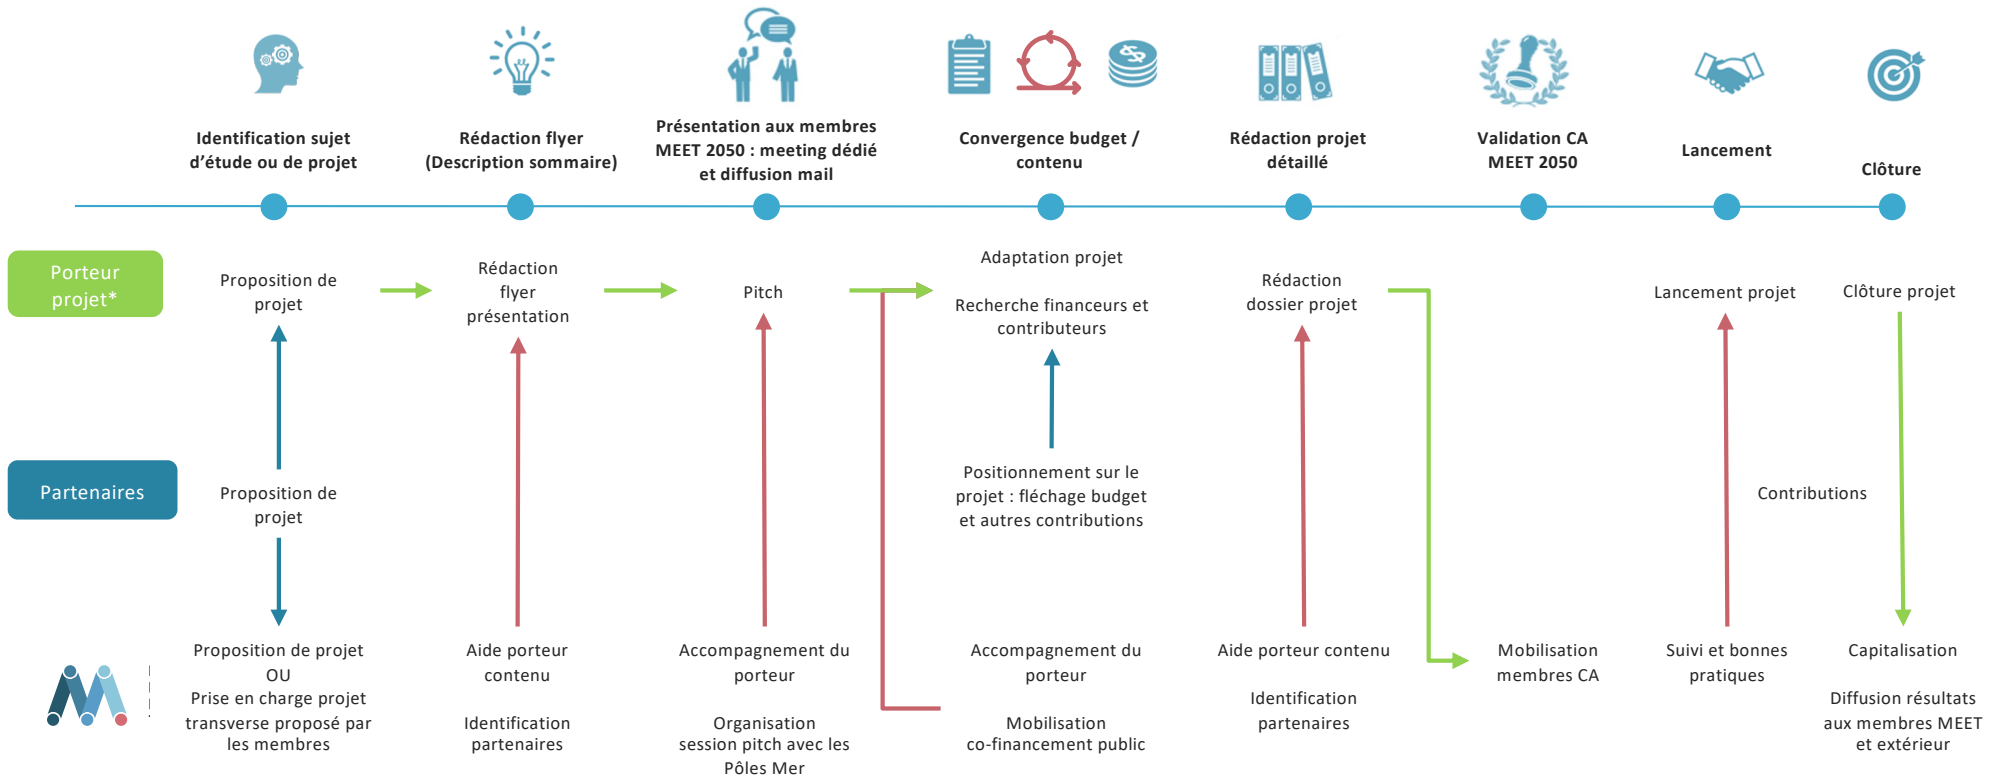 Identification sujet
d'étude ou de projet
Rédaction flyer
(Description sommaire)
Présentation aux membres
MEET 2050 : meeting dédié
et diffusion mail
Convergence budget /
contenu
Rédaction projet
détaillé
Validation CA
MEET 2050
Lancement
Clôture
Porteur
projet*
Proposition de
projet
Rédaction
flyer
présentation
Pitch
Adaptation projet
Recherche financeurs et
contributeurs
Rédaction
dossier projet
Lancement projet
Clôture projet
Partenaires
Proposition de
projet
Positionnement sur le
projet : fléchage budget
et autres contributions
Contributions
Proposition de projet
OU
Prise en charge projet
transverse proposé par
les membres
Aide porteur
contenu
Identification
partenaires
Accompagnement du
porteur
Organisation
session pitch avec les
Pôles Mer
Accompagnement du
porteur
Mobilisation
co-financement public
Aide porteur contenu
Identification
partenaires
Mobilisation
membres CA
Suivi et bonnes
pratiques
Capitalisation
Diffusion résultats
aux membres MEET
et extérieur